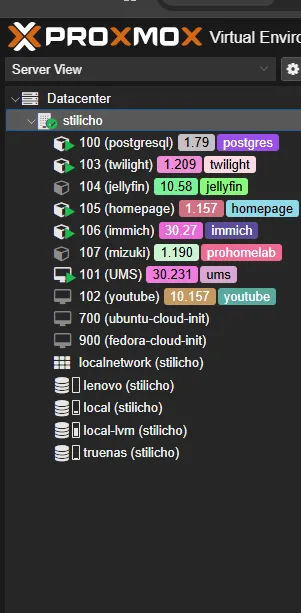 PROXMOX Virtual Enviro
Server View
Datacenter
stilicho
100 (postgresql) 1.79 postgres
103 (twilight) 1.209 twilight
104 (jellyfin) 10.58 jellyfin
105 (homepage) 1.157 homepage
106 (immich) 30.27 immich
107 (mizuki) 1.190 prohomelab
101 (UMS) 30.231 ums
102 (youtube) 10.157 youtube
700 (ubuntu-cloud-init)
900 (fedora-cloud-init)
localnetwork (stilicho)
lenovo (stilicho)
local (stilicho)
local-lvm (stilicho)
truenas (stilicho)